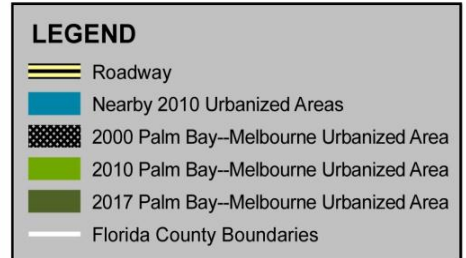 LEGEND
Roadway
Nearby 2010 Urbanized Areas
2000 Palm Bay--Melbourne Urbanized Area
2010 Palm Bay--Melbourne Urbanized Area
2017 Palm Bay--Melbourne Urbanized Area
Florida County Boundaries